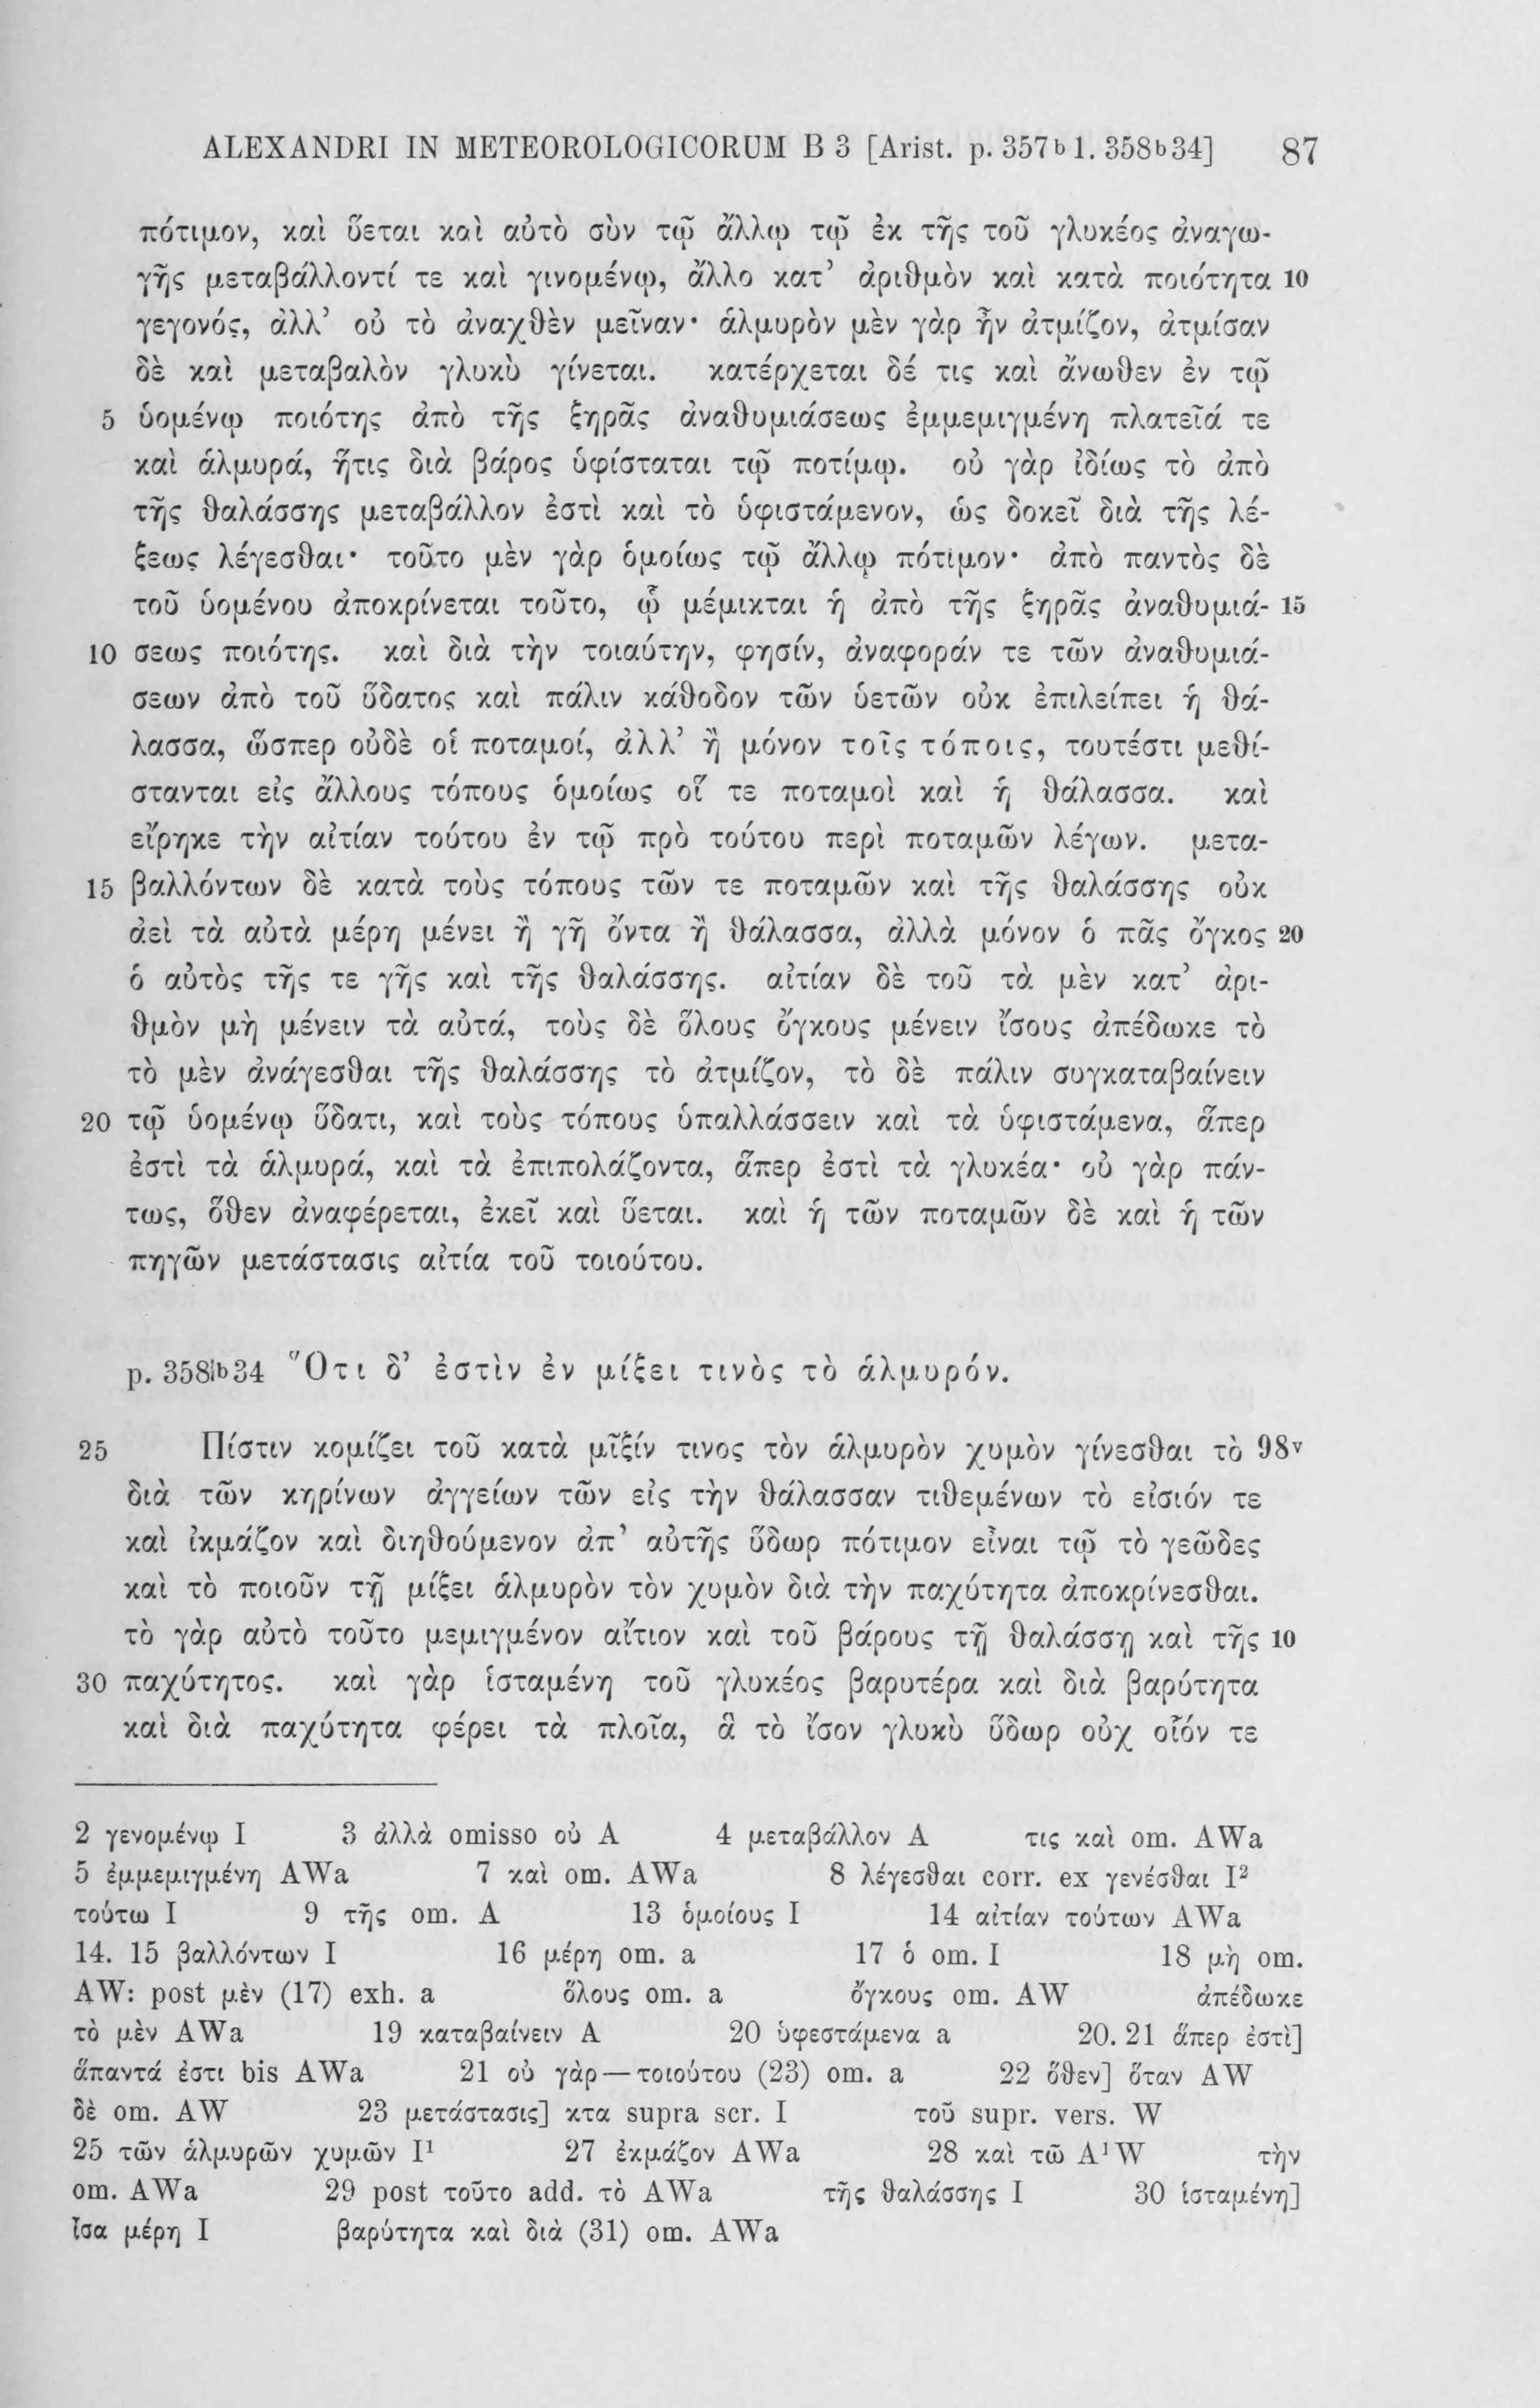 ALEXANDRI IN METEOROLOGICORUM B 3 [Arist. p. 357b 1. 358b34] 87
πότιμον, καὶ ὕεται καὶ αὐτὸ σὺν τῷ ἄλλῳ τῷ ἐκ τῆς τοῦ γλυκέος ἀναγω-
γῆς μεταβάλλοντί τε καὶ γινομένῳ, ἄλλο κατ’ ἀριθμὸν καὶ κατὰ ποιότητα 10
γεγονός, ἀλλ’ οὐ τὸ ἀναχθὲν μεῖναν· ἁλμυρὸν μὲν γὰρ ἦν ἀτμίζον, ἀτμίσαν
δὲ καὶ μεταβαλὸν γλυκὺ γίνεται. κατέρχεται δέ τις καὶ ἄνωθεν ἐν τῷ
5 ὑομένῳ ποιότης ἀπὸ τῆς ξηρᾶς ἀναθυμιάσεως ἐμμεμιγμένη πλατεῖά τε
καὶ ἁλμυρά, ἥτις διὰ βάρος ὑφίσταται τῷ ποτίμῳ. οὐ γὰρ ἰδίως τὸ ἀπὸ
τῆς θαλάσσης μεταβάλλον ἐστὶ καὶ τὸ ὑφιστάμενον, ὡς δοκεῖ διὰ τῆς λέ-
ξεως λέγεσθαι· τοῦτο μὲν γὰρ ὁμοίως τῷ ἄλλῳ πότιμον· ἀπὸ παντὸς δὲ
τοῦ ὑομένου ἀποκρίνεται τοῦτο, ᾧ μέμικται ἡ ἀπὸ τῆς ξηρᾶς ἀναθυμιά- 15
10 σεως ποιότης. καὶ διὰ τὴν τοιαύτην, φησίν, ἀναφοράν τε τῶν ἀναθυμιά-
σεων ἀπὸ τοῦ ὕδατος καὶ πάλιν κάθοδον τῶν ὑετῶν οὐκ ἐπιλείπει ἡ θά-
λασσα, ὥσπερ οὐδὲ οἱ ποταμοί, ἀλλ’ ἢ μόνον τοῖς τόποις, τουτέστι μεθί-
στανται εἰς ἄλλους τόπους ὁμοίως οἵ τε ποταμοὶ καὶ ἡ θάλασσα. καὶ
εἴρηκε τὴν αἰτίαν τούτου ἐν τῷ πρὸ τούτου περὶ ποταμῶν λέγων. μετα-
15 βαλλόντων δὲ κατὰ τοὺς τόπους τῶν τε ποταμῶν καὶ τῆς θαλάσσης οὐκ
ἀεὶ τὰ αὐτὰ μέρη μένει ἢ γῆ ὄντα ἢ θάλασσα, ἀλλὰ μόνον ὁ πᾶς ὄγκος 20
ὁ αὐτὸς τῆς τε γῆς καὶ τῆς θαλάσσης. αἰτίαν δὲ τοῦ τὰ μὲν κατ’ ἀρι-
θμὸν μὴ μένειν τὰ αὐτά, τοὺς δὲ ὅλους ὄγκους μένειν ἴσους ἀπέδωκε τὸ
τὸ μὲν ἀνάγεσθαι τῆς θαλάσσης τὸ ἀτμίζον, τὸ δὲ πάλιν συγκαταβαίνειν
20 τῷ ὑομένῳ ὕδατι, καὶ τοὺς τόπους ὑπαλλάσσειν καὶ τὰ ὑφιστάμενα, ἅπερ
ἐστὶ τὰ ἁλμυρά, καὶ τὰ ἐπιπολάζοντα, ἅπερ ἐστὶ τὰ γλυκέα· οὐ γὰρ πάν-
τως, ὅθεν ἀναφέρεται, ἐκεῖ καὶ ὕεται. καὶ ἡ τῶν ποταμῶν δὲ καὶ ἡ τῶν
πηγῶν μετάστασις αἰτία τοῦ τοιούτου.
p. 358b34 Ὅτι δ’ ἐστὶν ἐν μίξει τινὸς τὸ ἁλμυρόν.
25 Πίστιν κομίζει τοῦ κατὰ μῖξίν τινος τὸν ἁλμυρὸν χυμὸν γίνεσθαι τὸ 98v
διὰ τῶν κηρίνων ἀγγείων τῶν εἰς τὴν θάλασσαν τιθεμένων τὸ εἰσιόν τε
καὶ ἰκμάζον καὶ διηθούμενον ἀπ’ αὐτῆς ὕδωρ πότιμον εἶναι τῷ τὸ γεῶδες
καὶ τὸ ποιοῦν τῇ μίξει ἁλμυρὸν τὸν χυμὸν διὰ τὴν παχύτητα ἀποκρίνεσθαι.
τὸ γὰρ αὐτὸ τοῦτο μεμιγμένον αἴτιον καὶ τοῦ βάρους τῇ θαλάσσῃ καὶ τῆς 10
30 παχύτητος. καὶ γὰρ ἱσταμένη τοῦ γλυκέος βαρυτέρα καὶ διὰ βαρύτητα
καὶ διὰ παχύτητα φέρει τὰ πλοῖα, ἃ τὸ ἴσον γλυκὺ ὕδωρ οὐχ οἷόν τε
2 γενομένῳ I 3 ἀλλὰ omisso οὐ A 4 μεταβάλλον A τις καὶ om. AWa
5 ἐμμεμιγμένη AWa 7 καὶ om. AWa 8 λέγεσθαι corr. ex γενέσθαι I²
τούτω I 9 τῆς om. A 13 ὁμοίους I 14 αἰτίαν τούτων AWa
14. 15 βαλλόντων I 16 μέρη om. a 17 ὁ om. I 18 μὴ om.
AW: post μὲν (17) exh. a ὅλους om. a ὄγκους om. AW ἀπέδωκε
τὸ μὲν AWa 19 καταβαίνειν A 20 ὑφεστάμενα a 20. 21 ἅπερ ἐστὶ]
ἅπαντά ἐστι bis AWa 21 οὐ γὰρ—τοιούτου (23) om. a 22 ὅθεν] ὅταν AW
δὲ om. AW 23 μετάστασις] κτα supra scr. I τοῦ supr. vers. W
25 τῶν ἁλμυρῶν χυμῶν I¹ 27 ἐκμάζον AWa 28 καὶ τῶ A¹W τὴν
om. AWa 29 post τοῦτο add. τὸ AWa τῆς θαλάσσης I 30 ἱσταμένη]
ἴσα μέρη I βαρύτητα καὶ διὰ (31) om. AWa